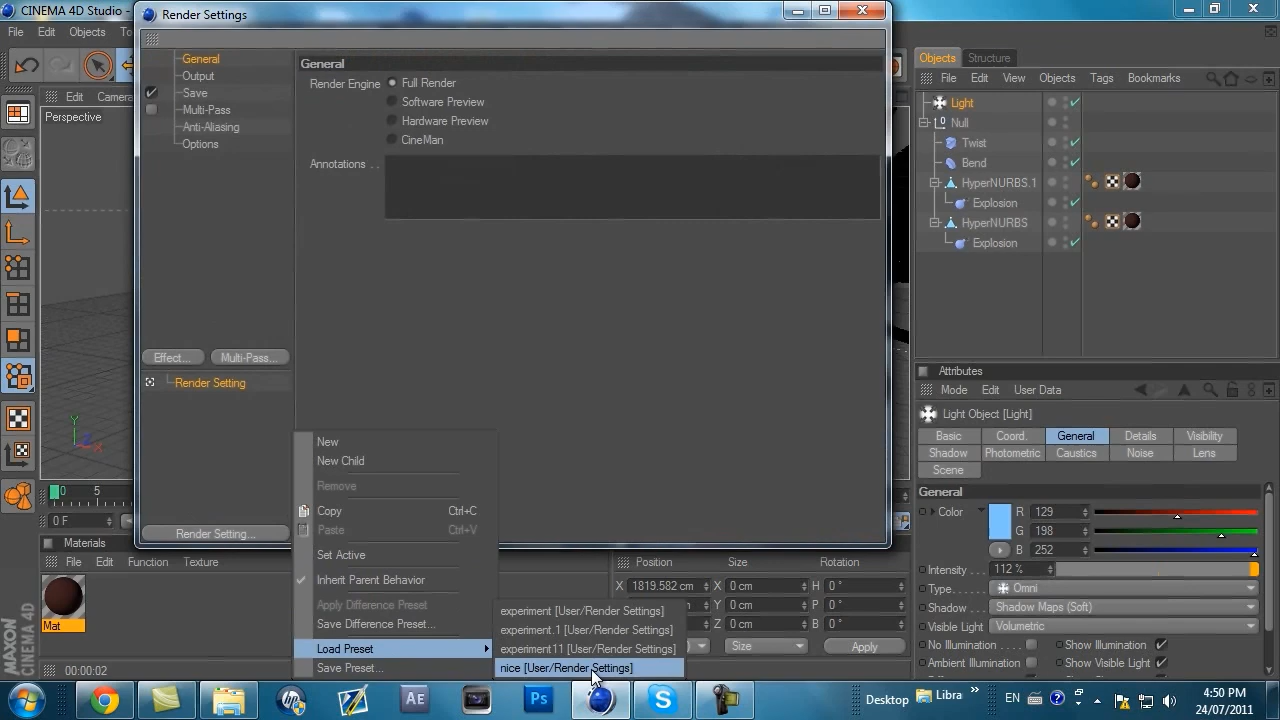 CINEMA 4D Studio -
File Edit Objects
Edit Camera
Perspective
0 5
0 F
Render Settings
General
Output
Save
Multi-Pass
Anti-Aliasing
Options
Effect...
Multi-Pass...
Render Setting
Render Setting...
General
Render Engine
Full Render
Software Preview
Hardware Preview
CineMan
Annotations . .
New
New Child
Remove
Copy Ctrl+C
Paste Ctrl+V
Set Active
Inherit Parent Behavior
Apply Difference Preset
Save Difference Preset...
Load Preset
Save Preset...
experiment [User/Render Settings]
experiment.1 [User/Render Settings]
experiment11 [User/Render Settings]
nice [User/Render Settings]
Objects Structure
File Edit View Objects Tags Bookmarks
Light
Null
Twist
Bend
HyperNURBS.1
Explosion
HyperNURBS
Explosion
Attributes
Mode Edit User Data
Light Object [Light]
Basic Coord. General Details Visibility
Shadow Photometric Caustics Noise Lens
Scene
General
Color R 129
G 198
B 252
Intensity . 112 %
Type . . . . Omni
Shadow . . Shadow Maps (Soft)
Visible Light Volumetric
No Illumination . . Show Illumination
Ambient Illumination Show Visible Light
Materials
File Edit Function Texture
Mat
MAXON
CINEMA 4D
00:00:02
Position Size Rotation
X 1819.582 cm X 0 cm H 0 °
Y 0 cm P 0 °
Z 0 cm B 0 °
Size Apply
AE Ps
Desktop Libra » EN
4:50 PM
24/07/2011